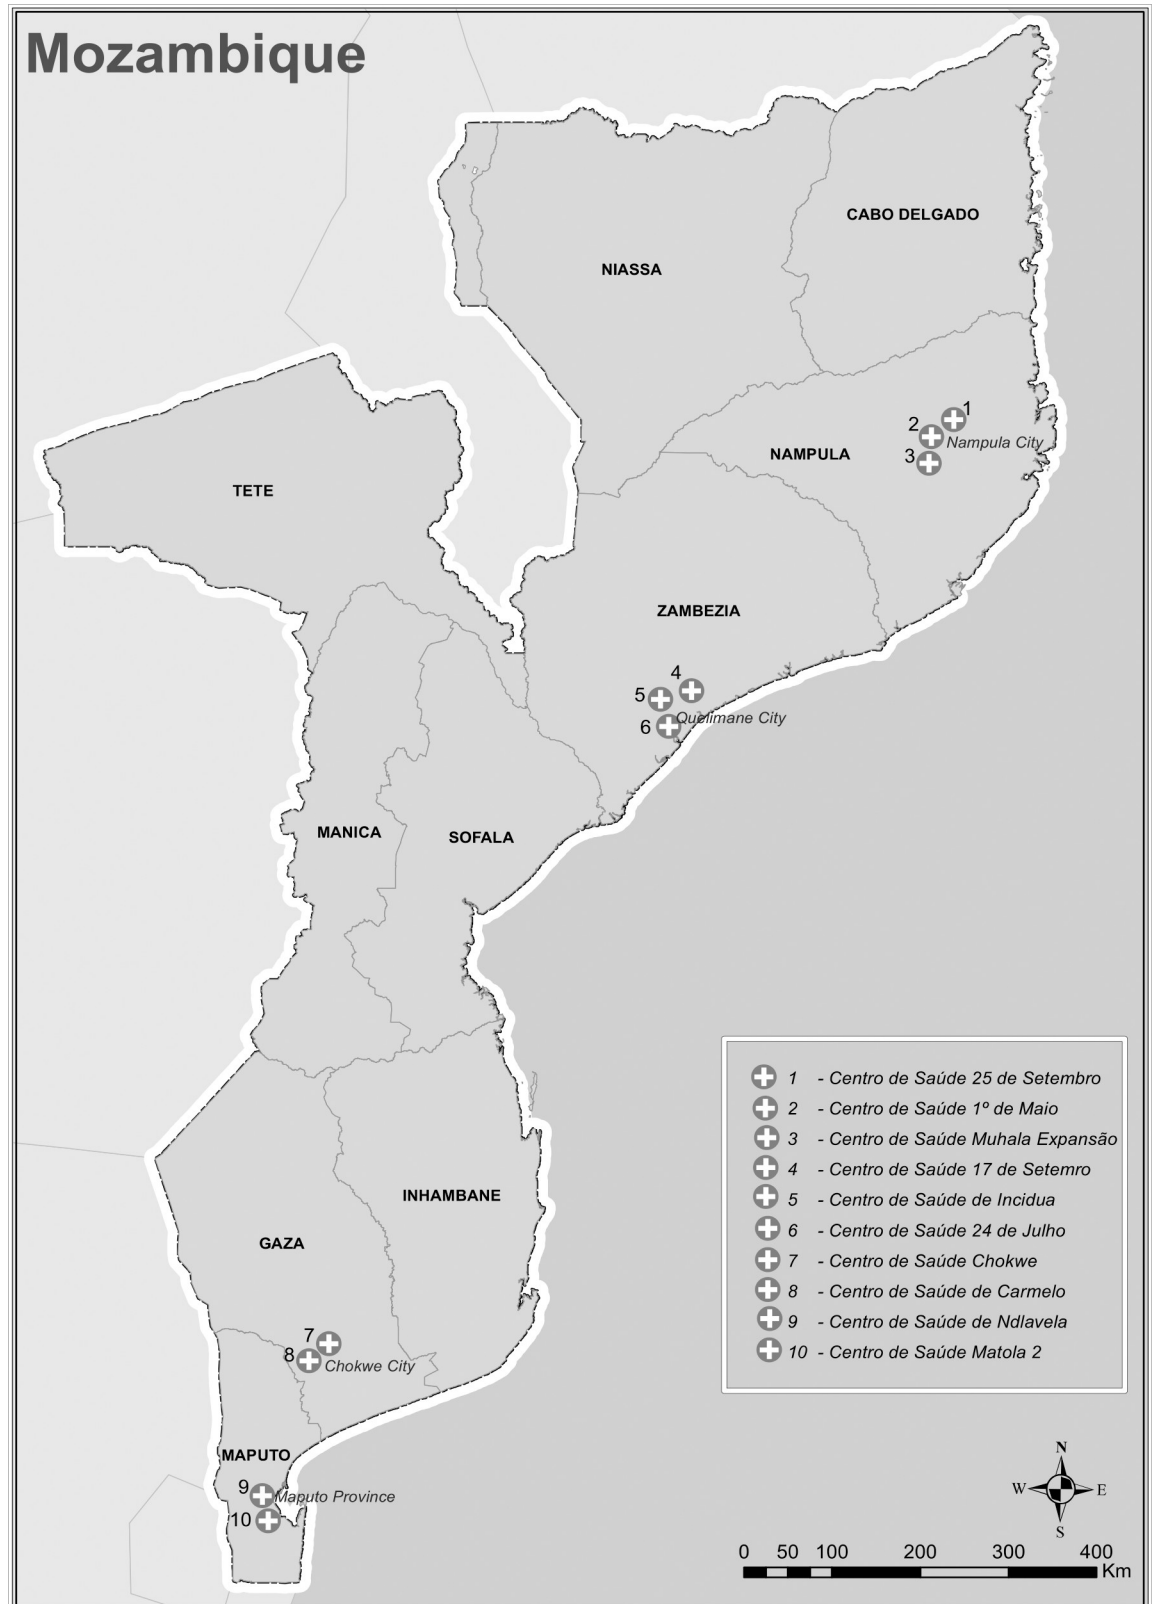 Mozambique
CABO DELGADO
NIASSA
1
2
Nampula City
NAMPULA
3
TETE
ZAMBEZIA
4
5
Quelimane City
6
MANICA
SOFALA
INHAMBANE
GAZA
7
8
Chokwe City
MAPUTO
9
Maputo Province
10
1 - Centro de Saúde 25 de Setembro
2 - Centro de Saúde 1º de Maio
3 - Centro de Saúde Muhala Expansão
4 - Centro de Saúde 17 de Setemro
5 - Centro de Saúde de Incidua
6 - Centro de Saúde 24 de Julho
7 - Centro de Saúde Chokwe
8 - Centro de Saúde de Carmelo
9 - Centro de Saúde de Ndlavela
10 - Centro de Saúde Matola 2
N
W E
S
0 50 100 200 300 400
Km